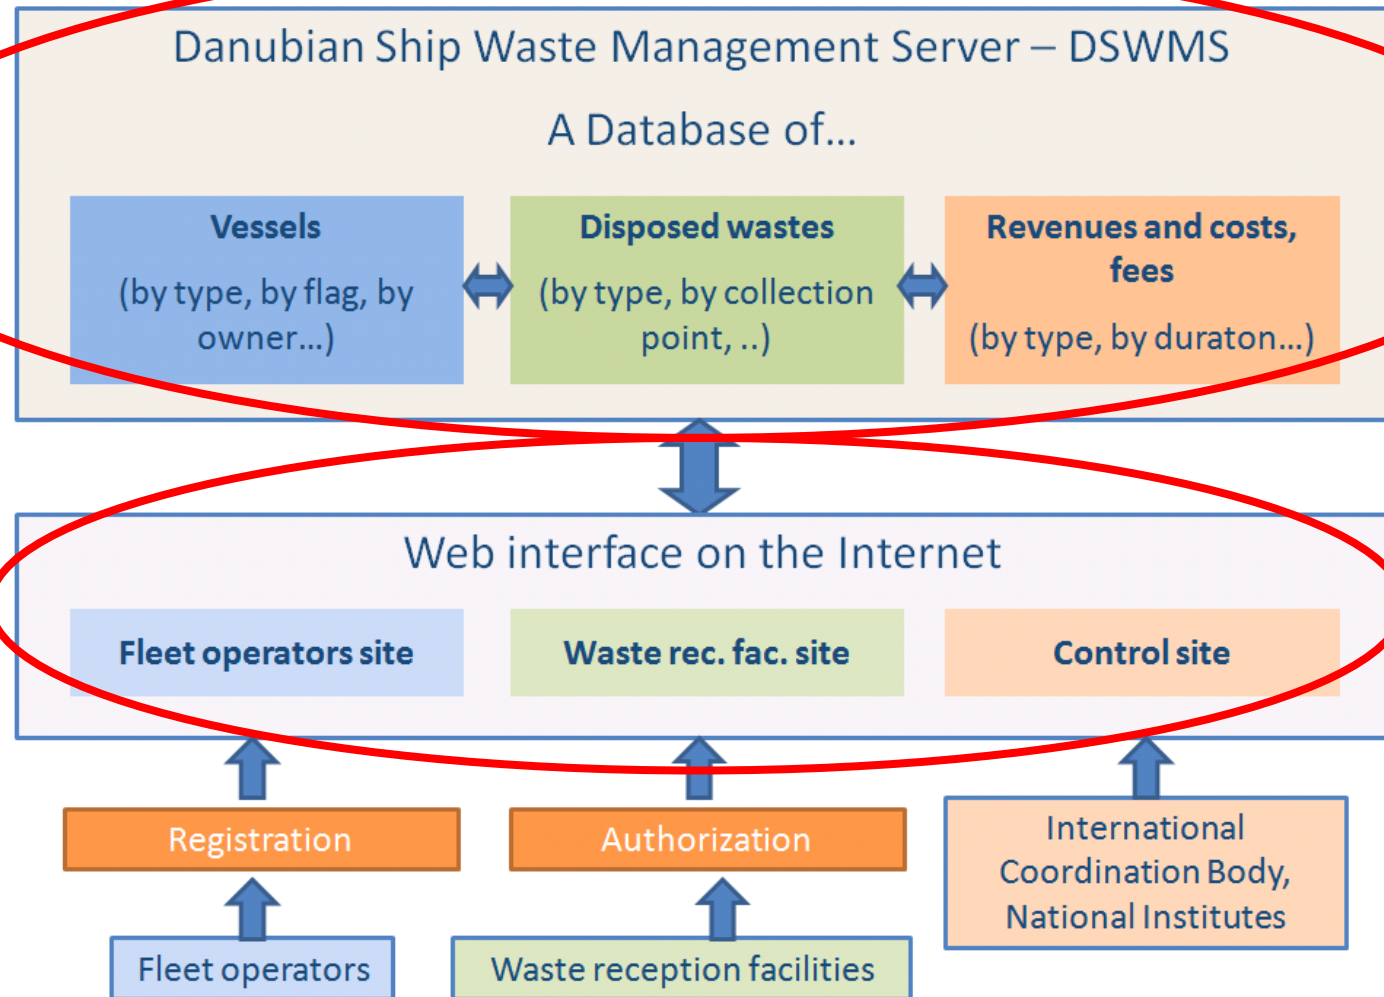 Danubian Ship Waste Management Server – DSWMS
A Database of...
Vessels
(by type, by flag, by
owner...)
Disposed wastes
(by type, by collection
point, ..)
Revenues and costs,
fees
(by type, by duraton...)
Web interface on the Internet
Fleet operators site
Waste rec. fac. site
Control site
Registration
Authorization
International
Coordination Body,
National Institutes
Fleet operators
Waste reception facilities